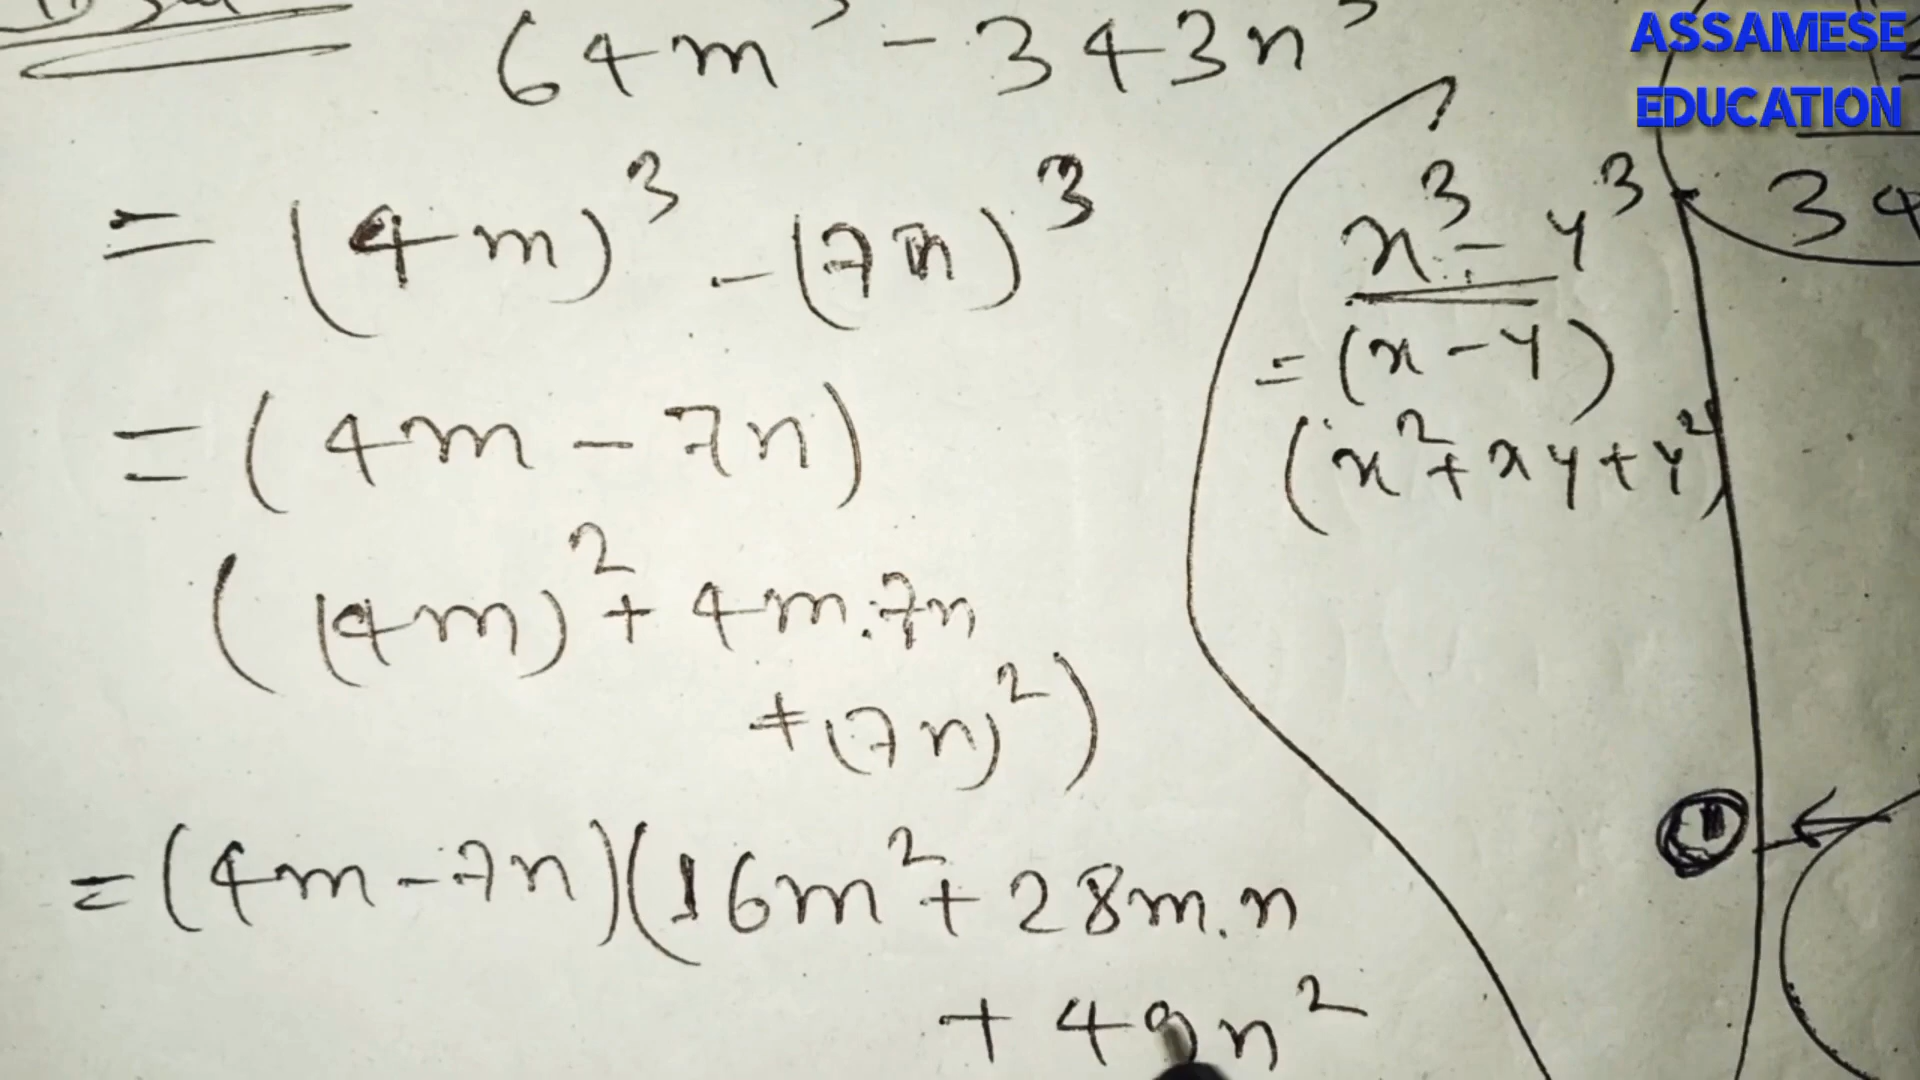 64m³ - 343n³
= (4m)³ - (7n)³
= (4m - 7n)
((4m)² + 4m.7n
+ (7n)²)
= (4m - 7n)(16m² + 28m.n
+ 49n²
x³ - y³
= (x - y)
(x² + xy + y²)
ASSAMESE
EDUCATION
34